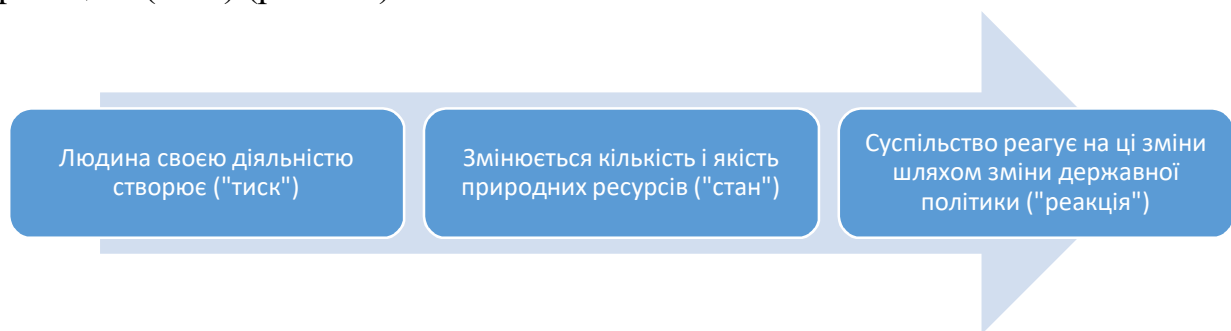 Людина своєю діяльністю
створює ("тиск")
Змінюється кількість і якість
природних ресурсів ("стан")
Суспільство реагує на ці зміни
шляхом зміни державної
політики ("реакція")